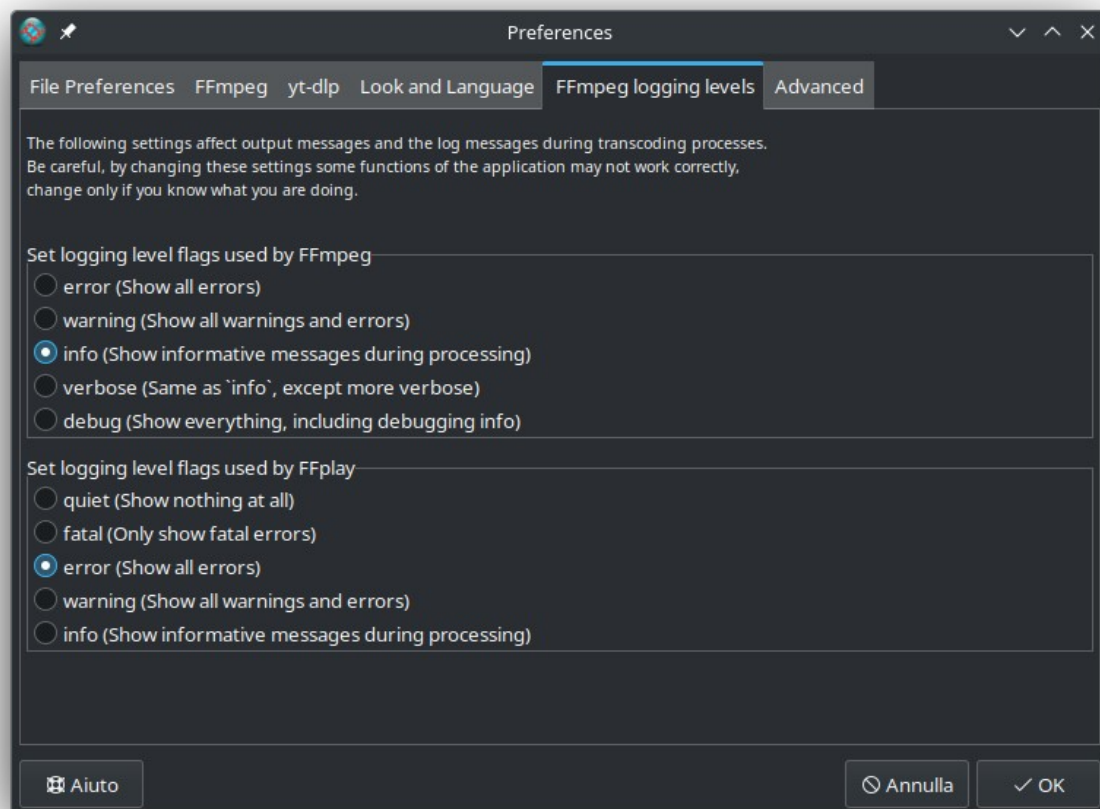 Preferences
File Preferences FFmpeg yt-dlp Look and Language FFmpeg logging levels Advanced
The following settings affect output messages and the log messages during transcoding processes.
Be careful, by changing these settings some functions of the application may not work correctly,
change only if you know what you are doing.
Set logging level flags used by FFmpeg
error (Show all errors)
warning (Show all warnings and errors)
info (Show informative messages during processing)
verbose (Same as `info`, except more verbose)
debug (Show everything, including debugging info)
Set logging level flags used by FFplay
quiet (Show nothing at all)
fatal (Only show fatal errors)
error (Show all errors)
warning (Show all warnings and errors)
info (Show informative messages during processing)
Aiuto Annulla OK